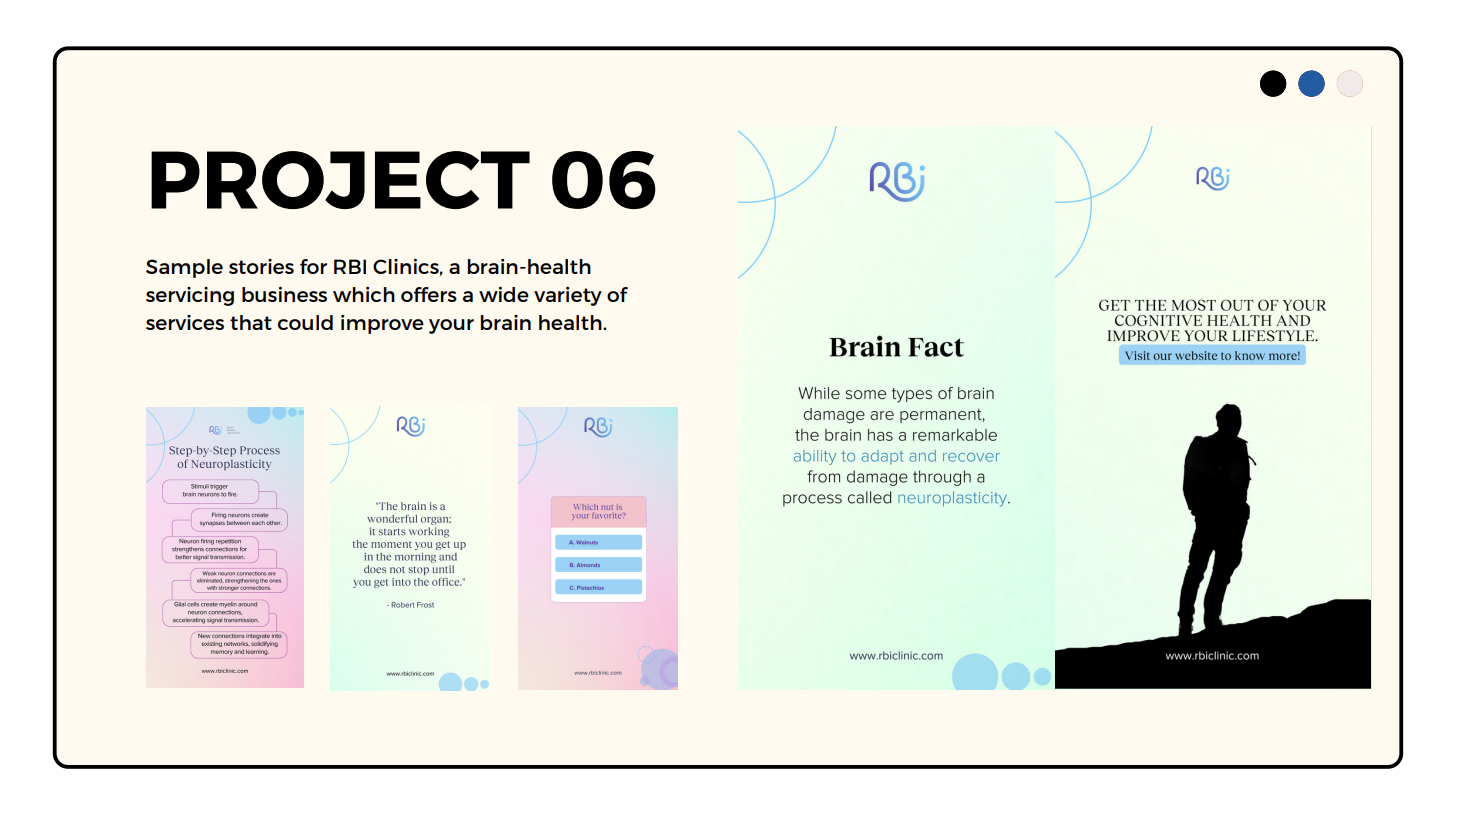 PROJECT 06
Sample stories for RBI Clinics, a brain-health
servicing business which offers a wide variety of
services that could improve your brain health.
RBi
Step-by-Step Process
of Neuroplasticity
Stimuli trigger
brain neurons to fire.
Firing neurons create
synapses between each other.
Neuron firing repetition
strengthens connections for
better signal transmission.
Weak neuron connections are
eliminated, strengthening the ones
with stronger connections.
Glial cells create myelin around
neuron connections,
accelerating signal transmission.
New connections integrate into
existing networks, solidifying
memory and learning.
www.rbiclinic.com
RBi
"The brain is a
wonderful organ;
it starts working
the moment you get up
in the morning and
does not stop until
you get into the office."
- Robert Frost
www.rbiclinic.com
RBi
Which nut is
your favorite?
A. Walnuts
B. Almonds
C. Pistachios
www.rbiclinic.com
RBi
Brain Fact
While some types of brain
damage are permanent,
the brain has a remarkable
ability to adapt and recover
from damage through a
process called neuroplasticity.
www.rbiclinic.com
RBi
GET THE MOST OUT OF YOUR
COGNITIVE HEALTH AND
IMPROVE YOUR LIFESTYLE.
Visit our website to know more!
www.rbiclinic.com